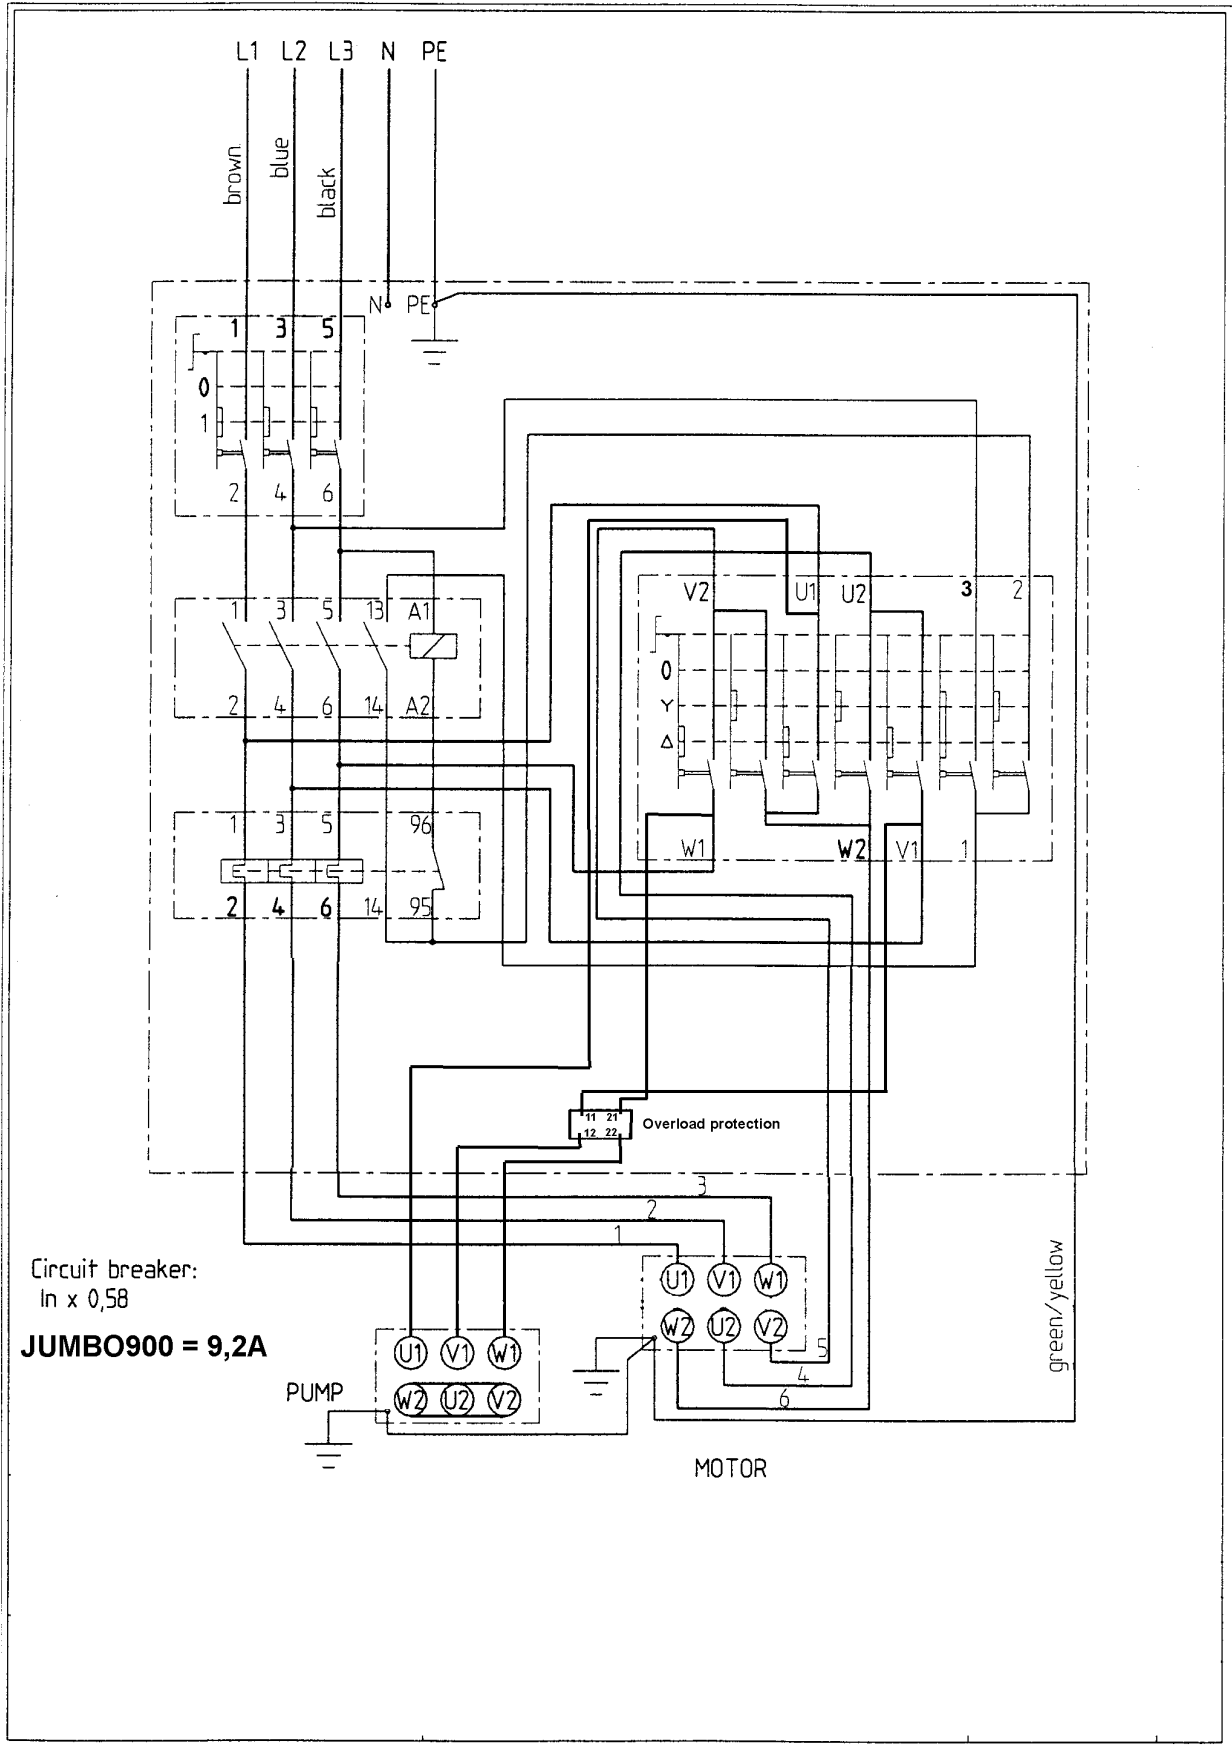 L1 L2 L3 N PE
brown
blue
black
N PE
1 3 5
0
1
2 4 6
V2 U1 U2 3 2
1 3 5 13 A1
0
Y
Δ
2 4 6 14 A2
1 3 5 96
W1 W2 V1 1
2 4 6 14 95
11 21
12 22
Overload protection
3
2
1
Circuit breaker:
In x 0,58
JUMBO900 = 9,2A
U1 V1 W1
W2 U2 V2
5
4
6
green/yellow
U1 V1 W1
W2 U2 V2
PUMP
MOTOR